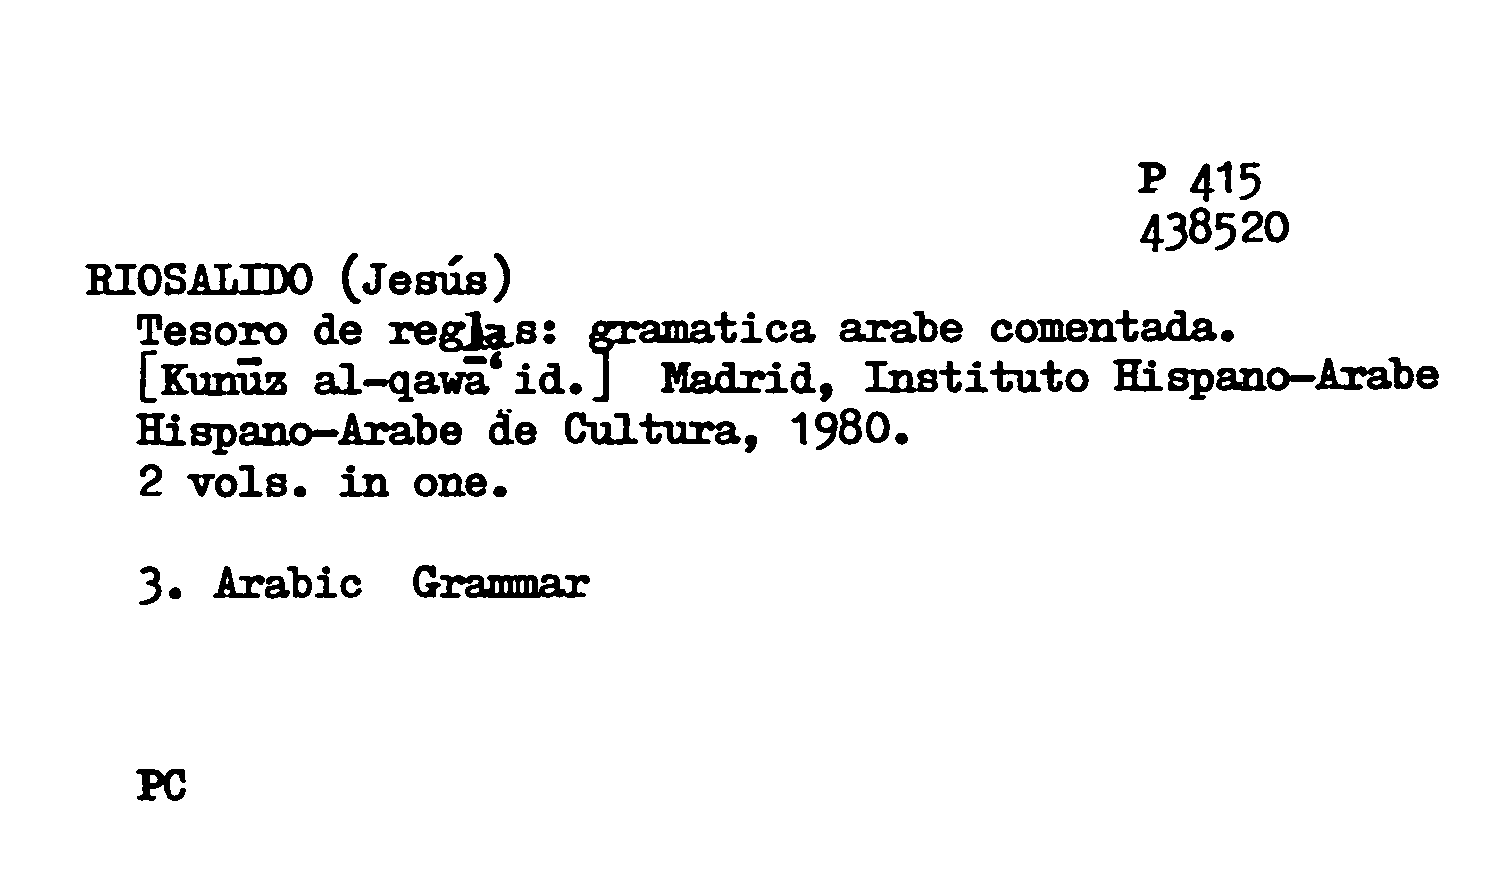 P 415
438520
RIOSALIDO (Jesús)
Tesoro de reglas: gramatica arabe comentada.
[Kunūz al-qawāʿid.] Madrid, Instituto Hispano-Arabe
Hispano-Arabe de Cultura, 1980.
2 vols. in one.
3. Arabic Grammar
PC